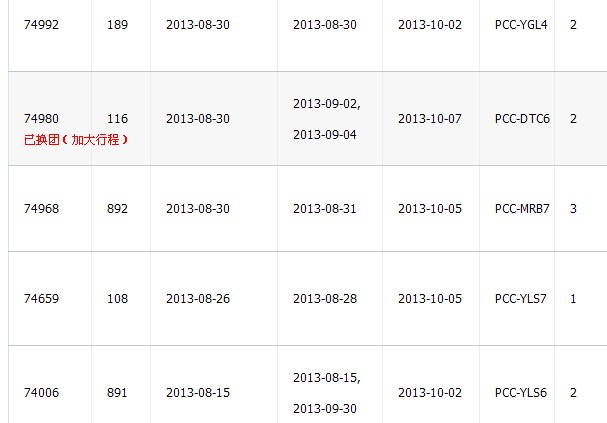 74992 189 2013-08-30 2013-08-30 2013-10-02 PCC-YGL4 2
2013-09-02,
74980 116 2013-08-30 2013-10-07 PCC-DTC6 2
2013-09-04
已换团（加大行程）
74968 892 2013-08-30 2013-08-31 2013-10-05 PCC-MRB7 3
74659 108 2013-08-26 2013-08-28 2013-10-05 PCC-YLS7 1
2013-08-15,
74006 891 2013-08-15 2013-10-02 PCC-YLS6 2
2013-09-30